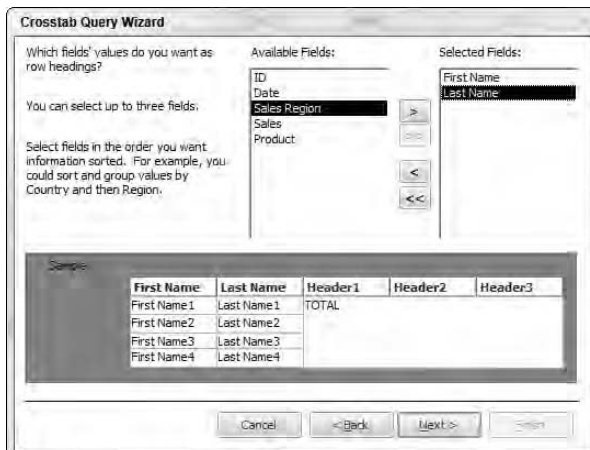 Crosstab Query Wizard
Which fields' values do you want as
row headings?
You can select up to three fields.
Select fields in the order you want
information sorted. For example, you
could sort and group values by
Country and then Region.
Available Fields:
ID
Date
Sales Region
Sales
Product
>
>>
<
<<
Selected Fields:
First Name
Last Name
Sample
First Name Last Name Header1 Header2 Header3
First Name1 Last Name1 TOTAL
First Name2 Last Name2
First Name3 Last Name3
First Name4 Last Name4
Cancel < Back Next > Finish